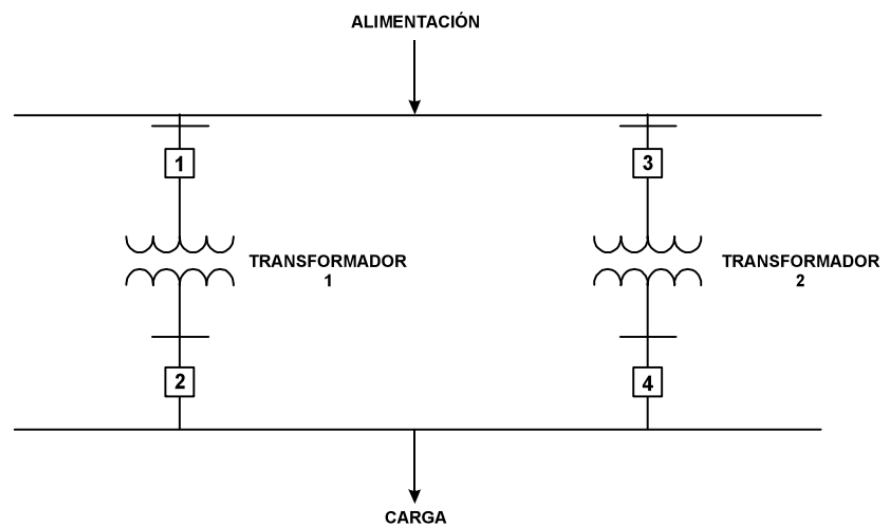 ALIMENTACIÓN
1
3
TRANSFORMADOR
1
TRANSFORMADOR
2
2
4
CARGA